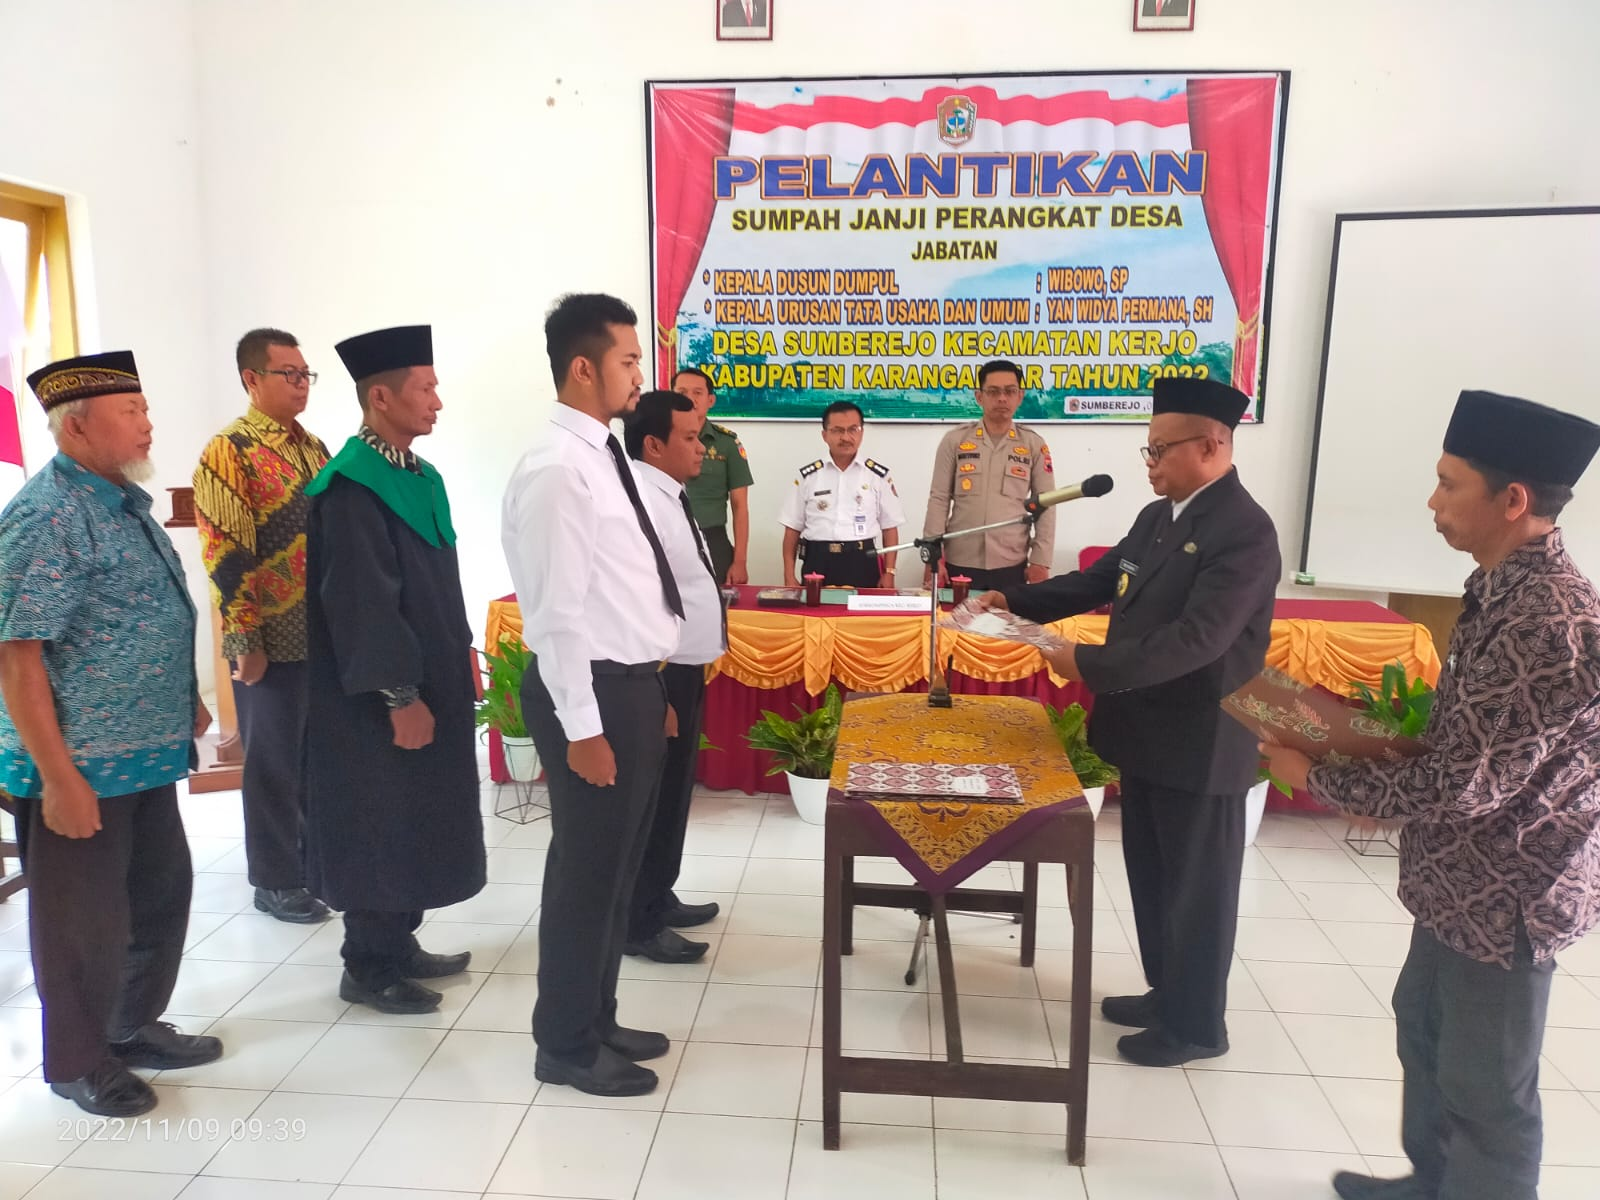 PELANTIKAN
SUMPAH JANJI PERANGKAT DESA
JABATAN
* KEPALA DUSUN DUMPUL : WIBOWO, SP
* KEPALA URUSAN TATA USAHA DAN UMUM : YAN WIDYA PERMANA, SH
DESA SUMBEREJO KECAMATAN KERJO
KABUPATEN TAHUN 2022
SUMBEREJO
POLRI
2022/11/09 09:39